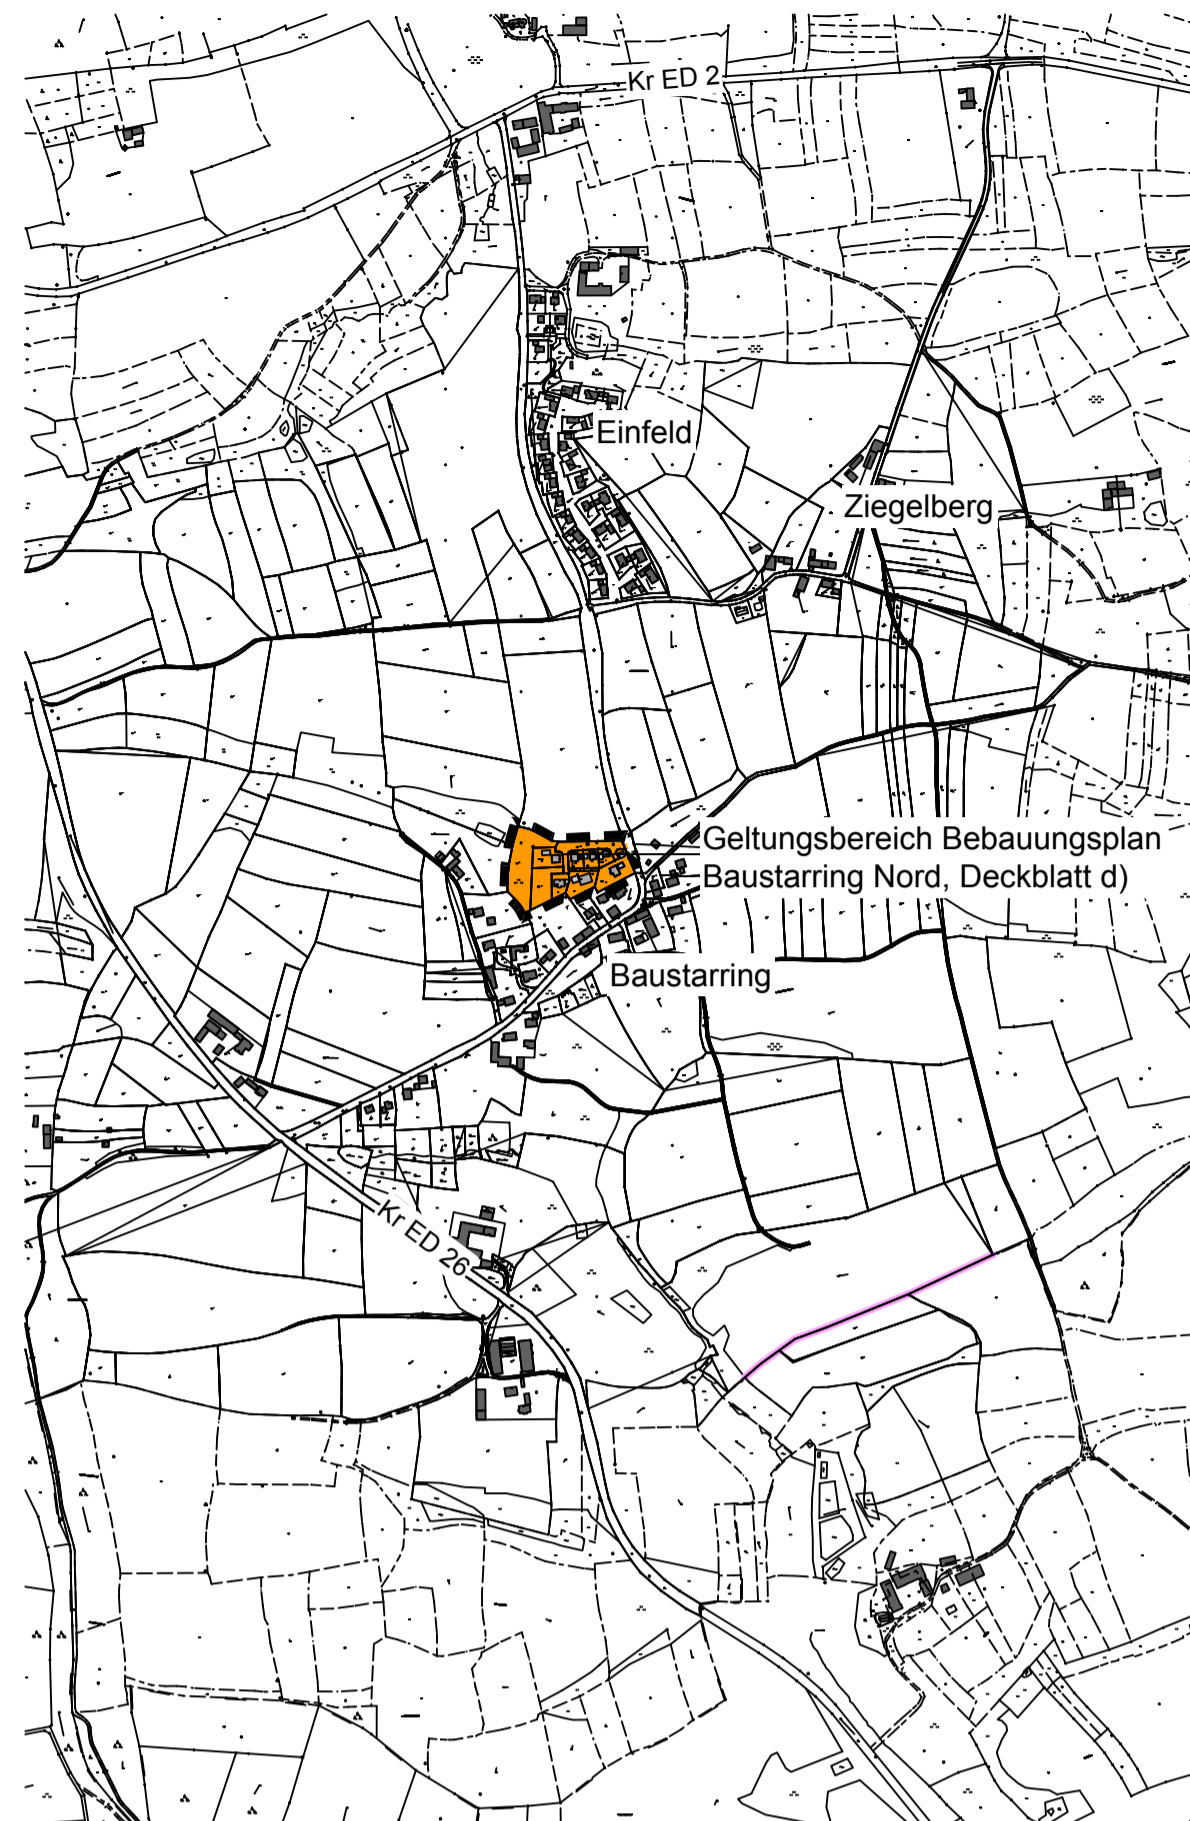 Kr ED 2
Einfeld
Ziegelberg
Geltungsbereich Bebauungsplan
Baustarring Nord, Deckblatt d)
Baustarring
Kr ED 26